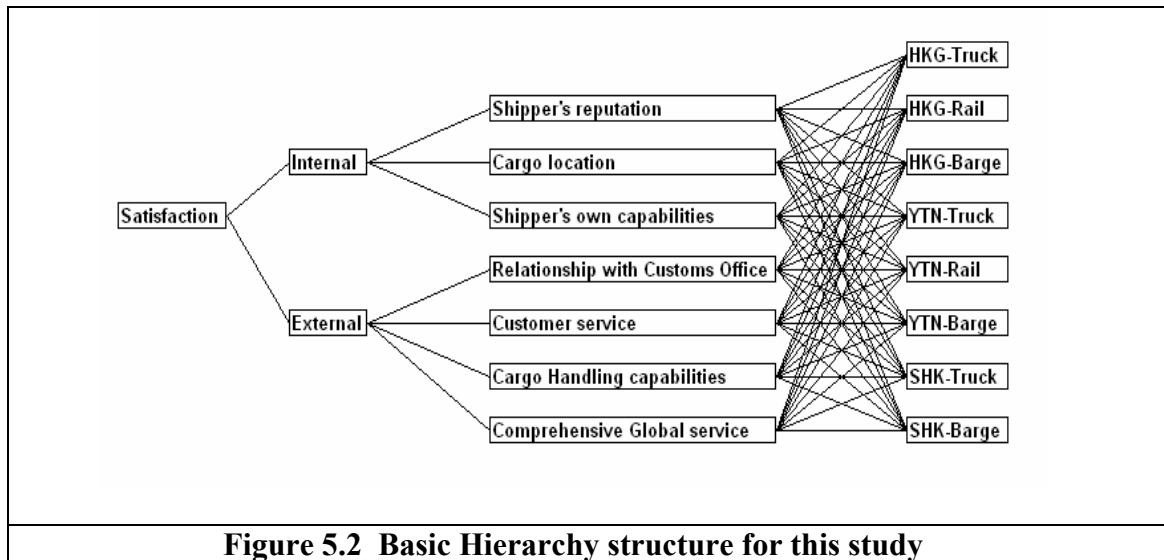 Satisfaction
Internal
External
Shipper's reputation
Cargo location
Shipper's own capabilities
Relationship with Customs Office
Customer service
Cargo Handling capabilities
Comprehensive Global service
HKG-Truck
HKG-Rail
HKG-Barge
YTN-Truck
YTN-Rail
YTN-Barge
SHK-Truck
SHK-Barge
Figure 5.2 Basic Hierarchy structure for this study